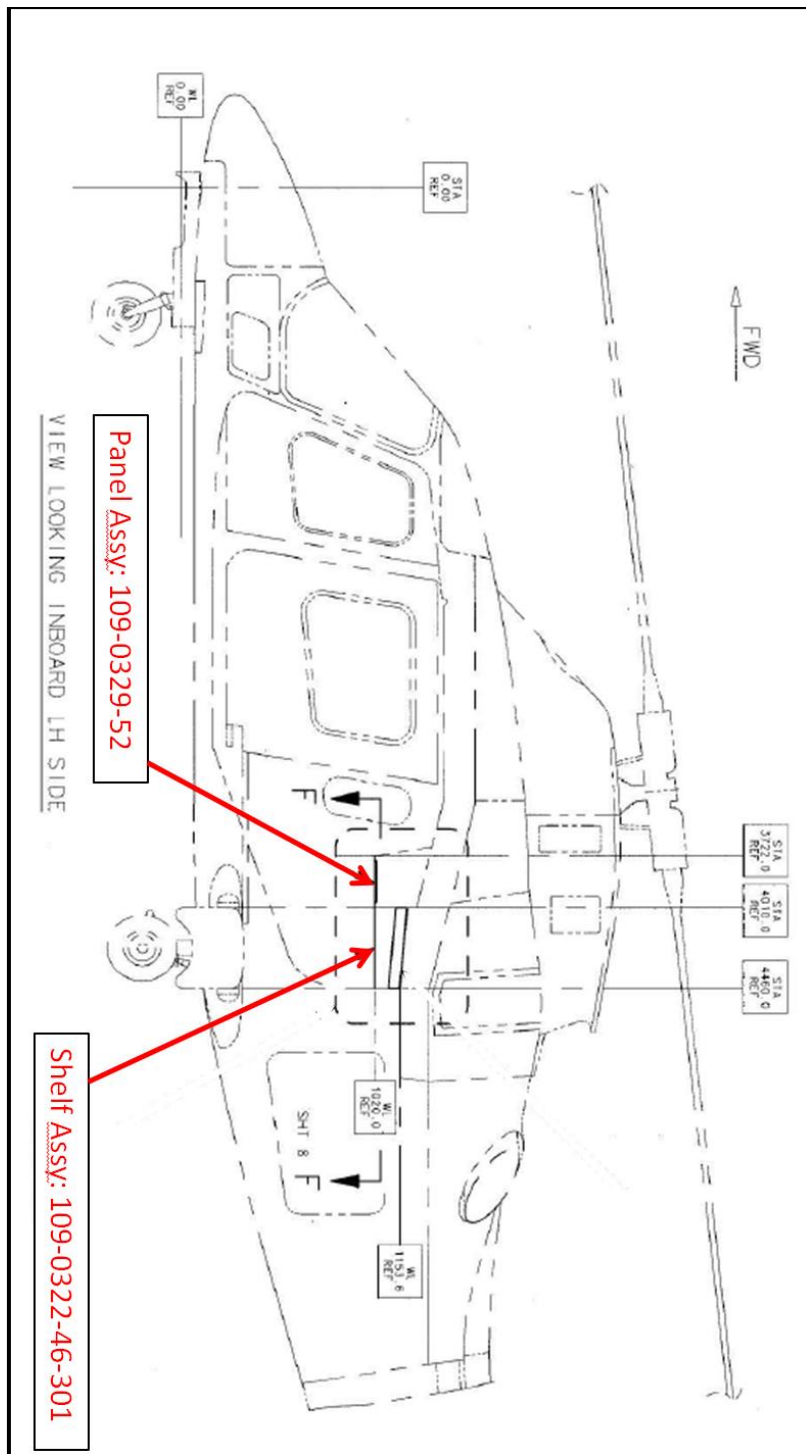 WL
0.00
REF
STA
0.00
REF
FWD
STA
3722.0
REF
STA
4010.0
REF
STA
4460.0
REF
F
F
SHT 8
WL
1020.0
REF
WL
1153.6
REF
Panel Assy: 109-0329-52
Shelf Assy: 109-0322-46-301
VIEW LOOKING INBOARD LH SIDE